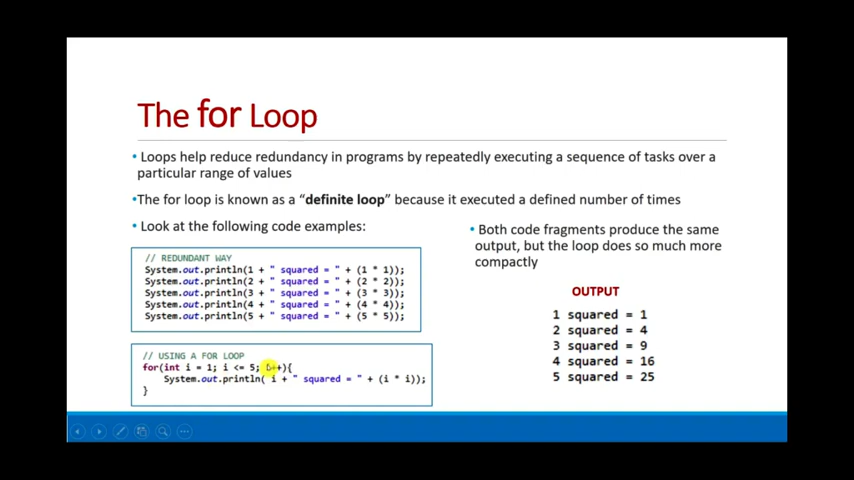 The for Loop
• Loops help reduce redundancy in programs by repeatedly executing a sequence of tasks over a
particular range of values
•The for loop is known as a “definite loop” because it executed a defined number of times
• Look at the following code examples:
// REDUNDANT WAY
System.out.println(1 + " squared = " + (1 * 1));
System.out.println(2 + " squared = " + (2 * 2));
System.out.println(3 + " squared = " + (3 * 3));
System.out.println(4 + " squared = " + (4 * 4));
System.out.println(5 + " squared = " + (5 * 5));
// USING A FOR LOOP
for(int i = 1; i <= 5; i++){
System.out.println( i + " squared = " + (i * i));
}
• Both code fragments produce the same
output, but the loop does so much more
compactly
OUTPUT
1 squared = 1
2 squared = 4
3 squared = 9
4 squared = 16
5 squared = 25